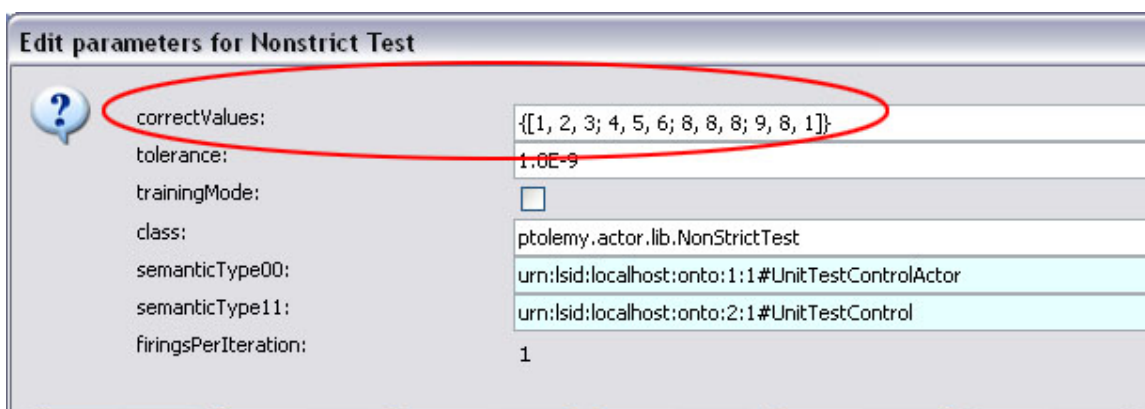 Edit parameters for Nonstrict Test
?
correctValues: {[1, 2, 3; 4, 5, 6; 8, 8, 8; 9, 8, 1]}
tolerance: 1.0E-9
trainingMode:
class: ptolemy.actor.lib.NonStrictTest
semanticType00: urn:lsid:localhost:onto:1:1#UnitTestControlActor
semanticType11: urn:lsid:localhost:onto:2:1#UnitTestControl
firingsPerIteration: 1